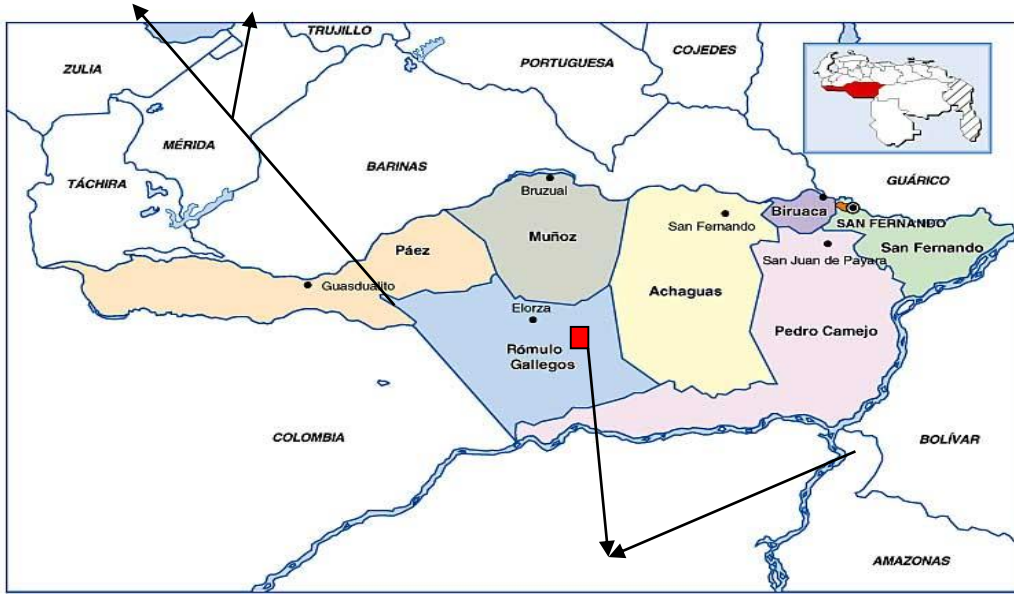 TRUJILLO
COJEDES
PORTUGUESA
ZULIA
MÉRIDA
BARINAS
TÁCHIRA
GUÁRICO
Bruzual
Biruaca
San Fernando
SAN FERNANDO
Muñoz
Páez
San Fernando
San Juan de Payara
Guasdualito
Achaguas
Elorza
Pedro Camejo
Rómulo
Gallegos
COLOMBIA
BOLÍVAR
AMAZONAS